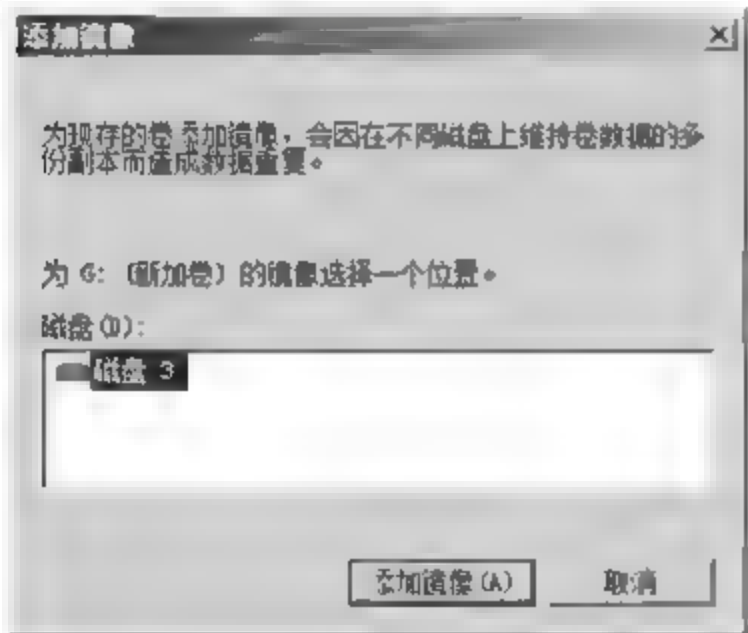 添加镜像
为现存的卷 添加镜像，会因在不同磁盘上维持卷数据的多
份副本而造成数据重复。
为 G: (新加卷) 的镜像选择一个位置。
磁盘(D):
磁盘 3
添加镜像(A)
取消